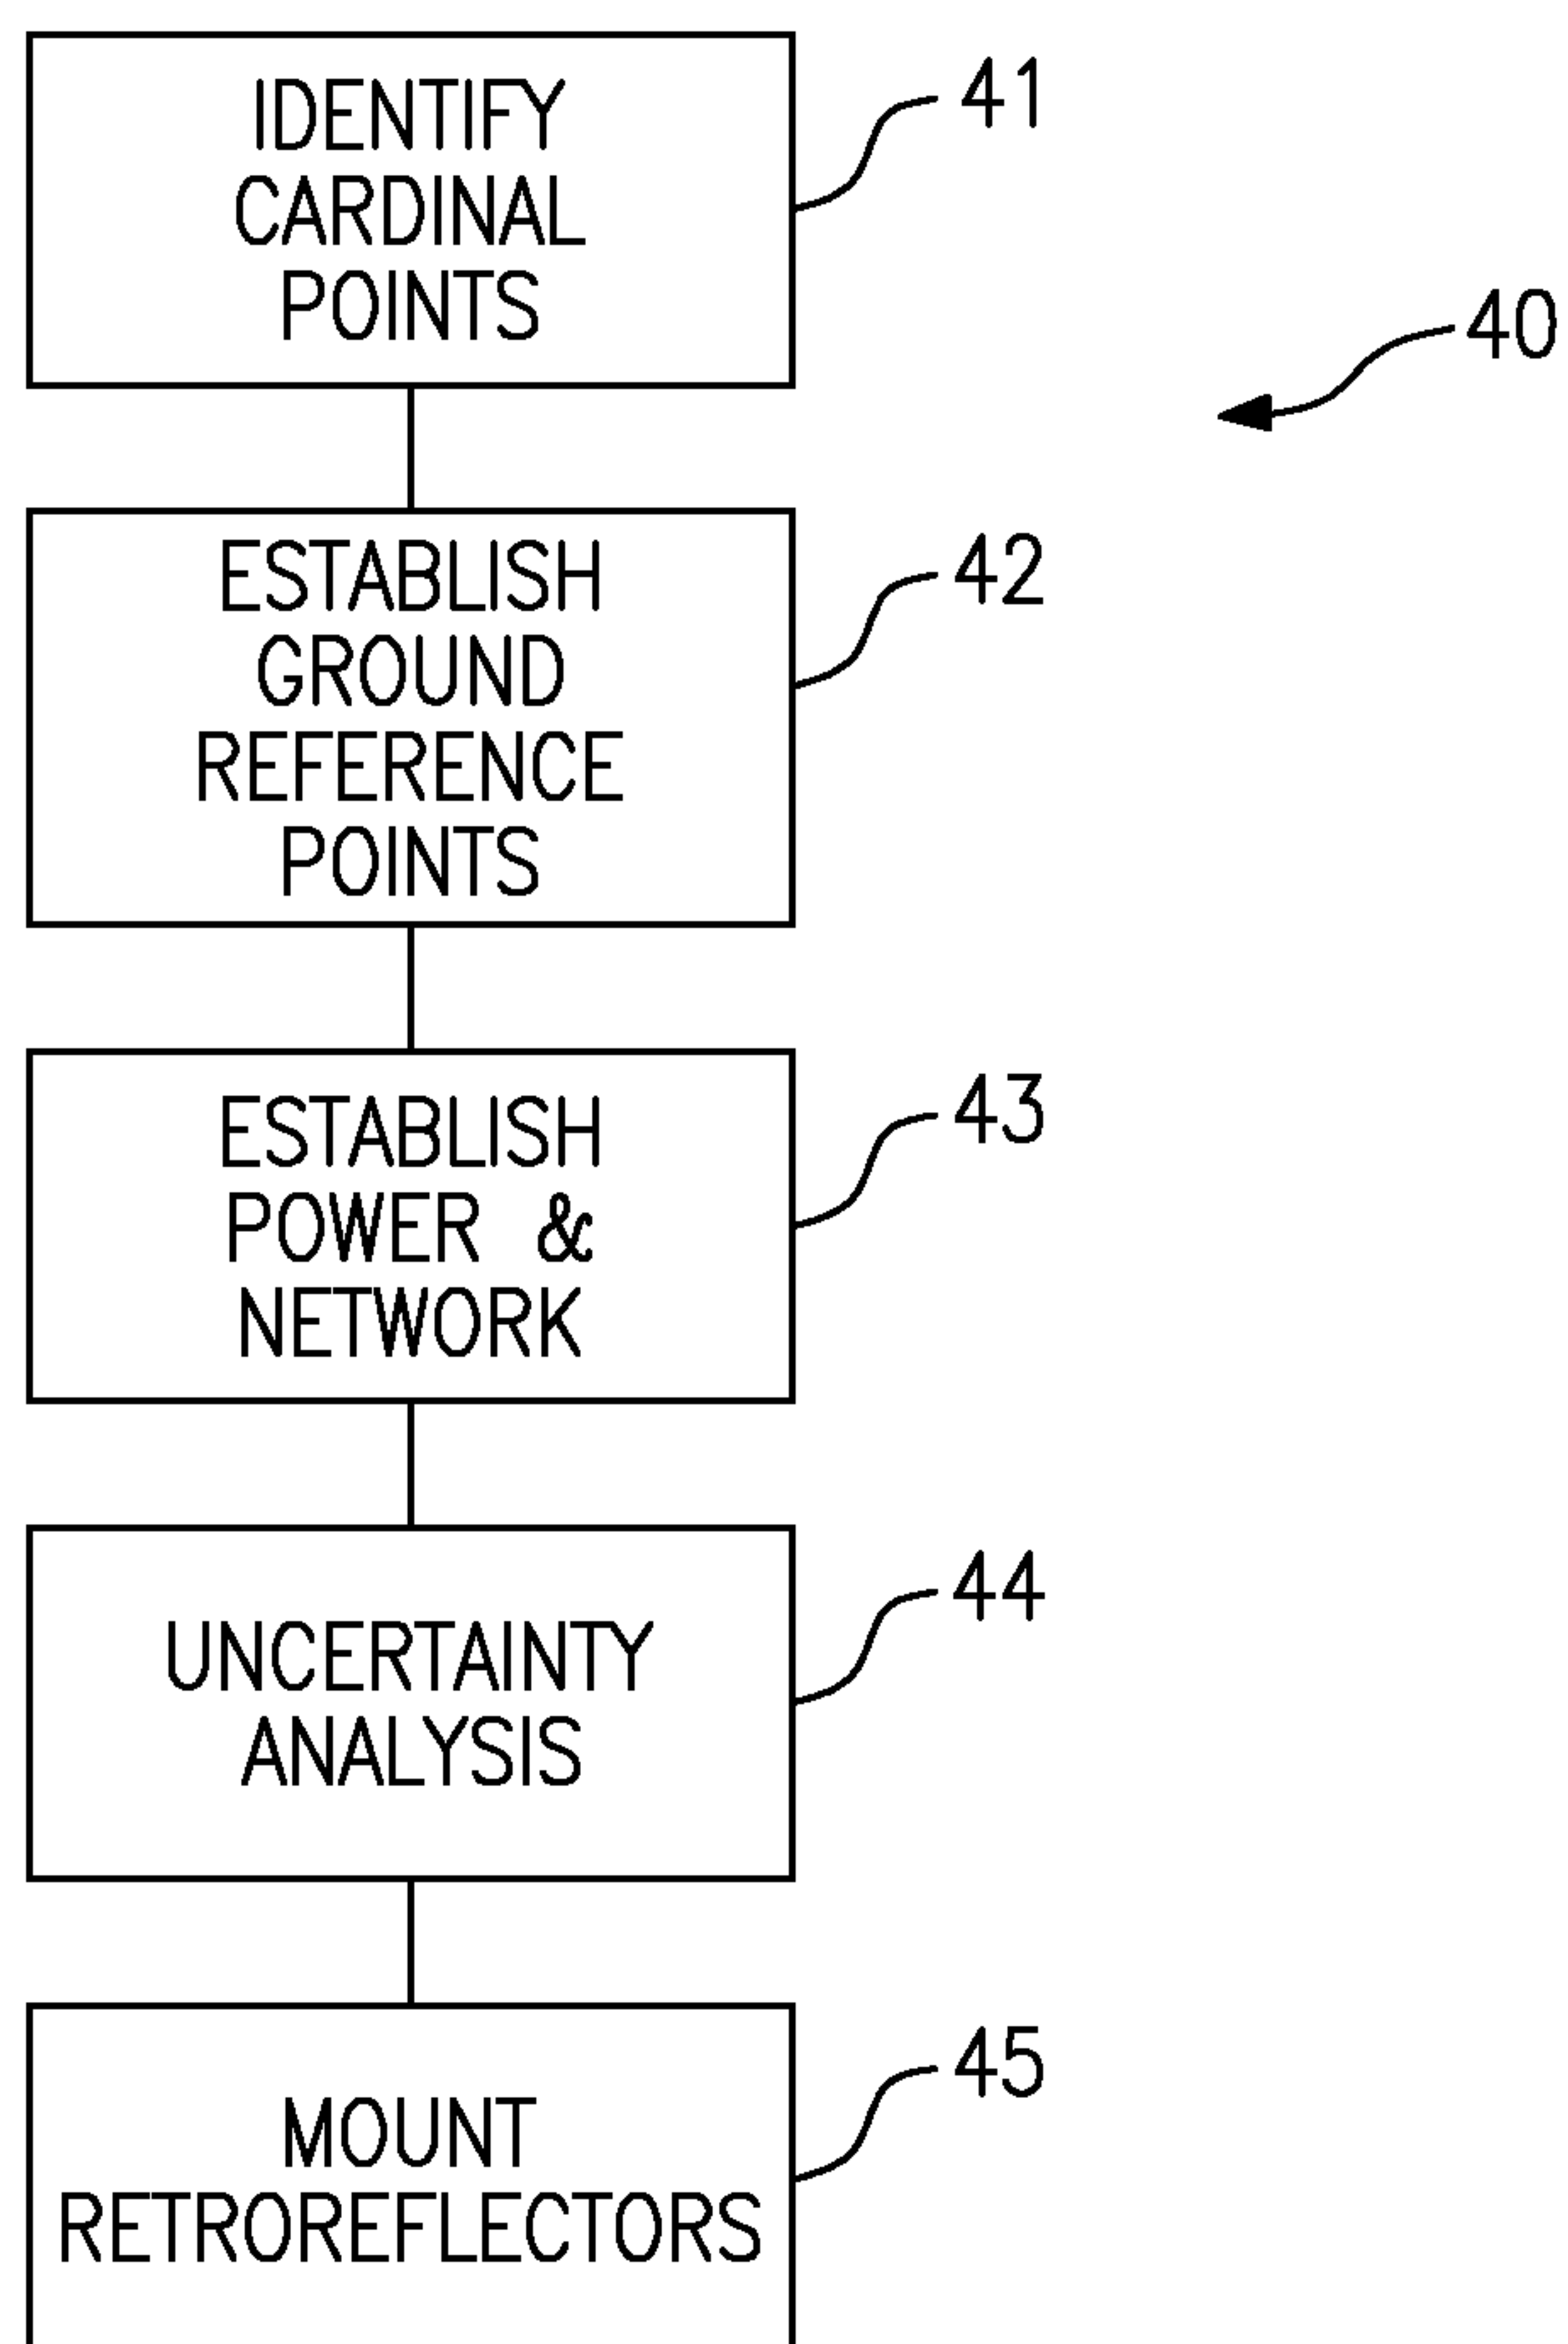 IDENTIFY
CARDINAL
POINTS
41
40
ESTABLISH
GROUND
REFERENCE
POINTS
42
ESTABLISH
POWER &
NETWORK
43
UNCERTAINTY
ANALYSIS
44
MOUNT
RETROREFLECTORS
45